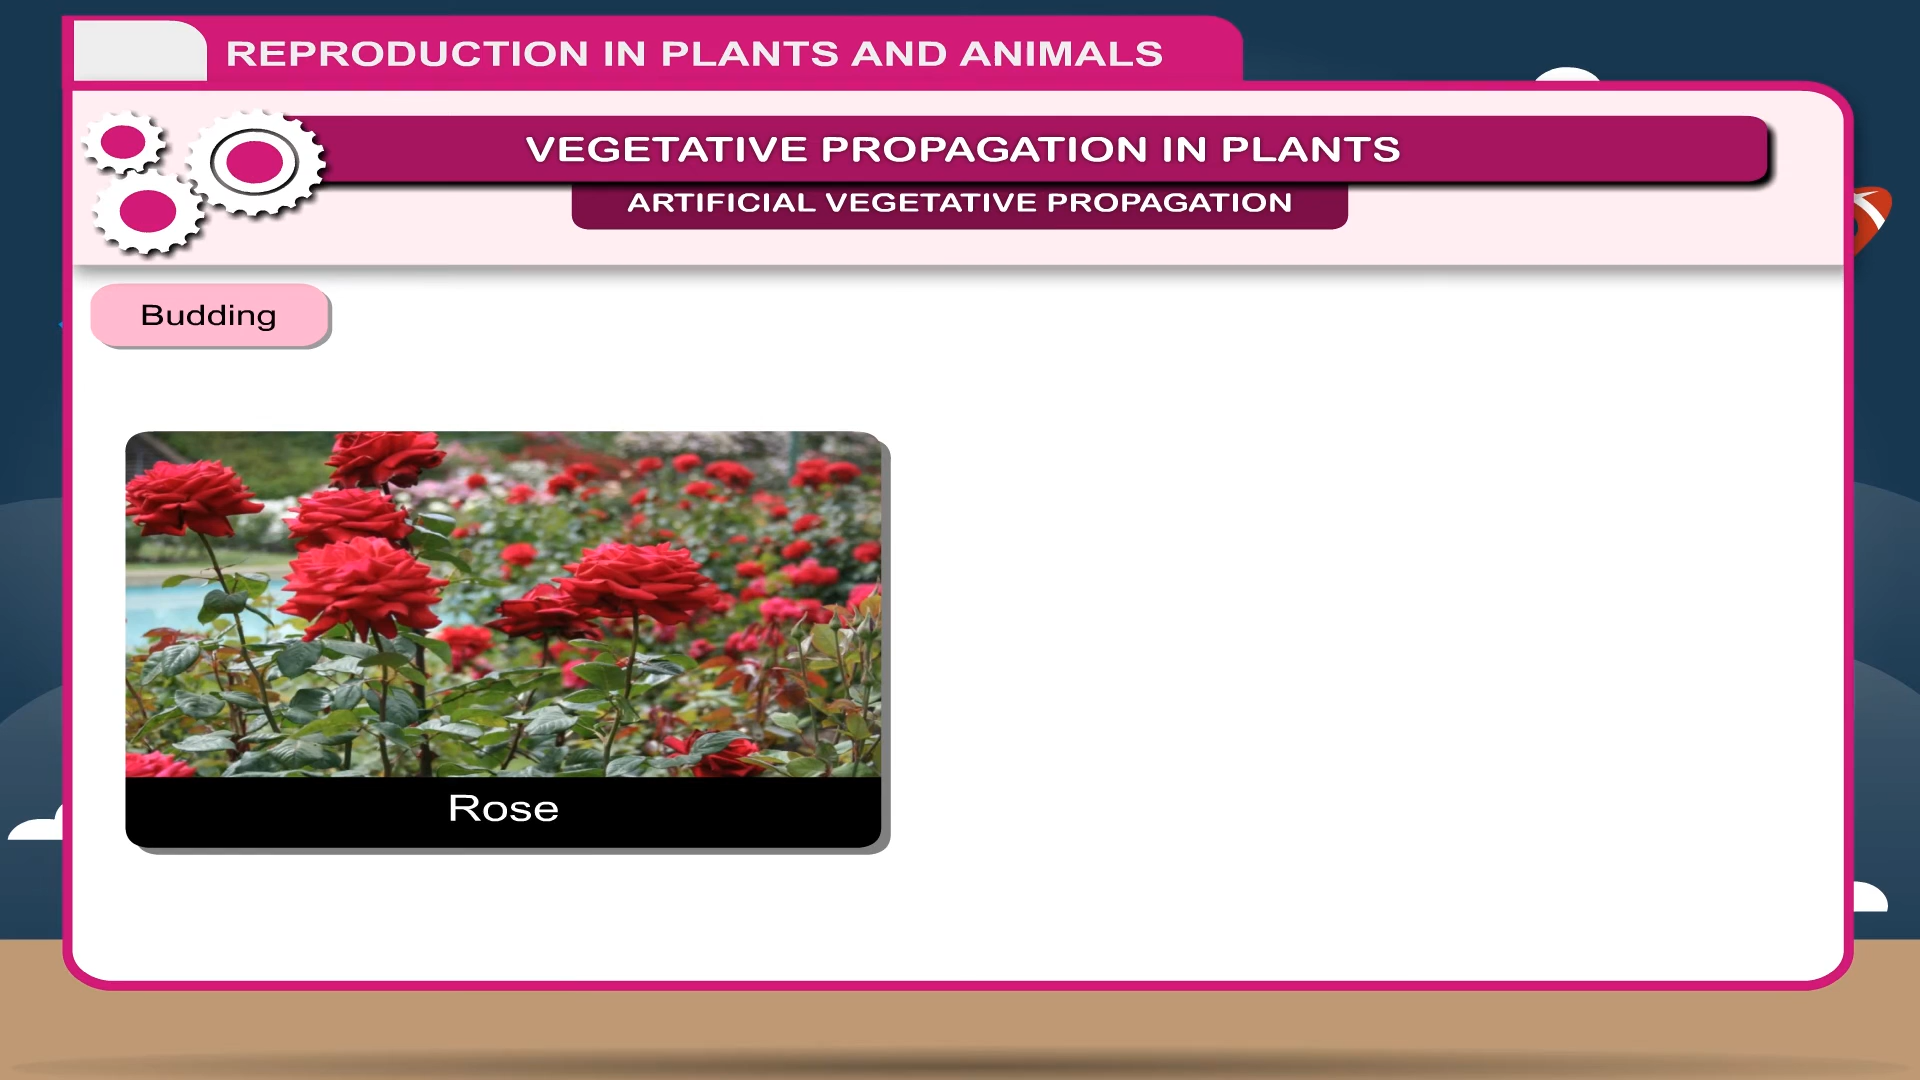 REPRODUCTION IN PLANTS AND ANIMALS
VEGETATIVE PROPAGATION IN PLANTS
ARTIFICIAL VEGETATIVE PROPAGATION
Budding
Rose